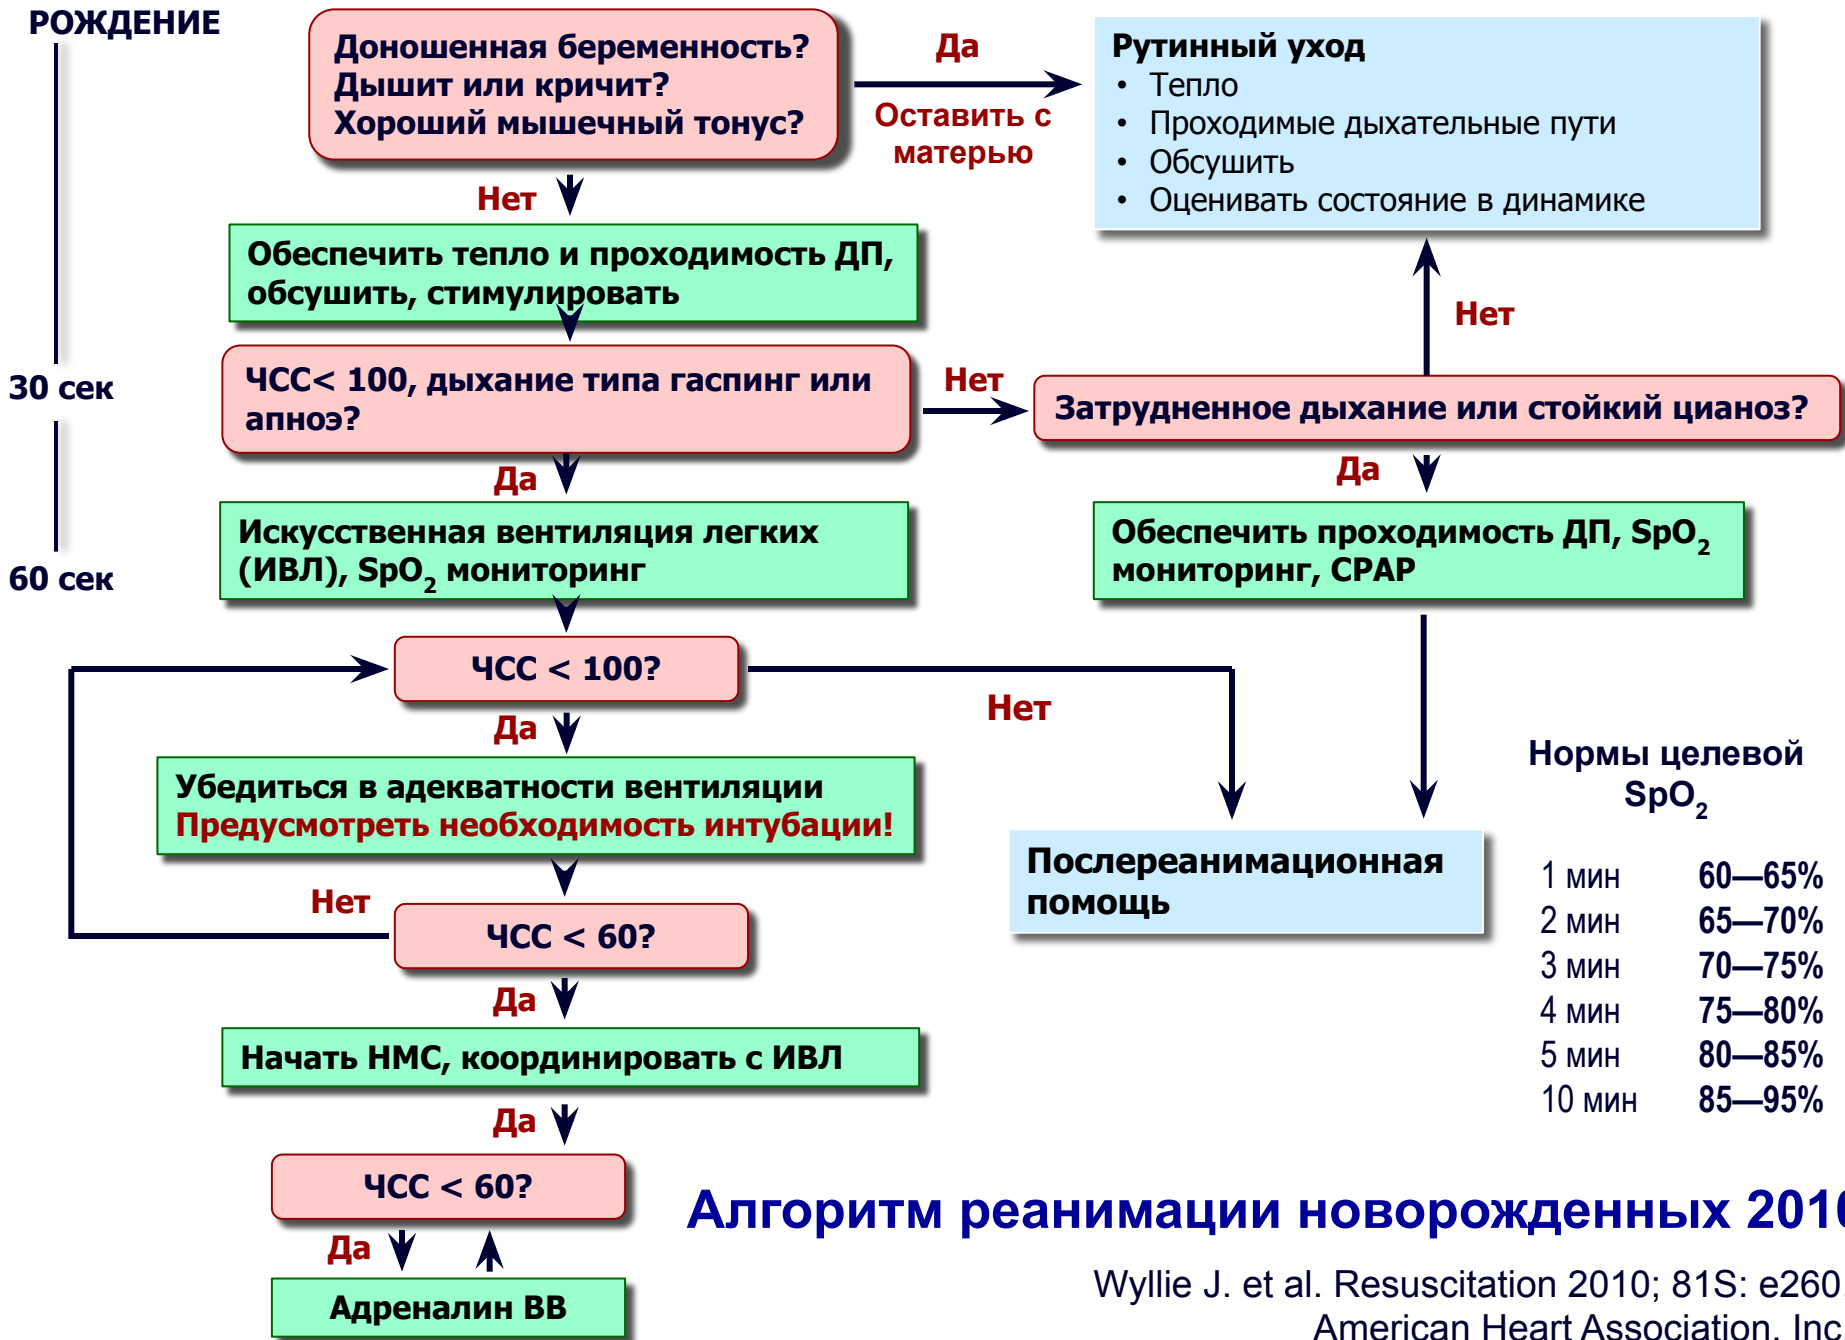 РОЖДЕНИЕ
Доношенная беременность?
Дышит или кричит?
Хороший мышечный тонус?
Да
Оставить с
матерью
Рутинный уход
• Тепло
• Проходимые дыхательные пути
• Обсушить
• Оценивать состояние в динамике
Нет
Обеспечить тепло и проходимость ДП,
обсушить, стимулировать
Нет
30 сек
ЧСС< 100, дыхание типа гаспинг или
апноэ?
Нет
Затрудненное дыхание или стойкий цианоз?
Да
Да
Искусственная вентиляция легких
(ИВЛ), SpO₂ мониторинг
Обеспечить проходимость ДП, SpO₂
мониторинг, CPAP
60 сек
ЧСС < 100?
Нет
Да
Убедиться в адекватности вентиляции
Предусмотреть необходимость интубации!
Послереанимационная
помощь
Нет
ЧСС < 60?
Да
Начать НМС, координировать с ИВЛ
Да
ЧСС < 60?
Да
Адреналин ВВ
Нормы целевой
SpO₂
1 мин 60—65%
2 мин 65—70%
3 мин 70—75%
4 мин 75—80%
5 мин 80—85%
10 мин 85—95%
Алгоритм реанимации новорожденных 2010
Wyllie J. et al. Resuscitation 2010; 81S: e260.
American Heart Association, Inc